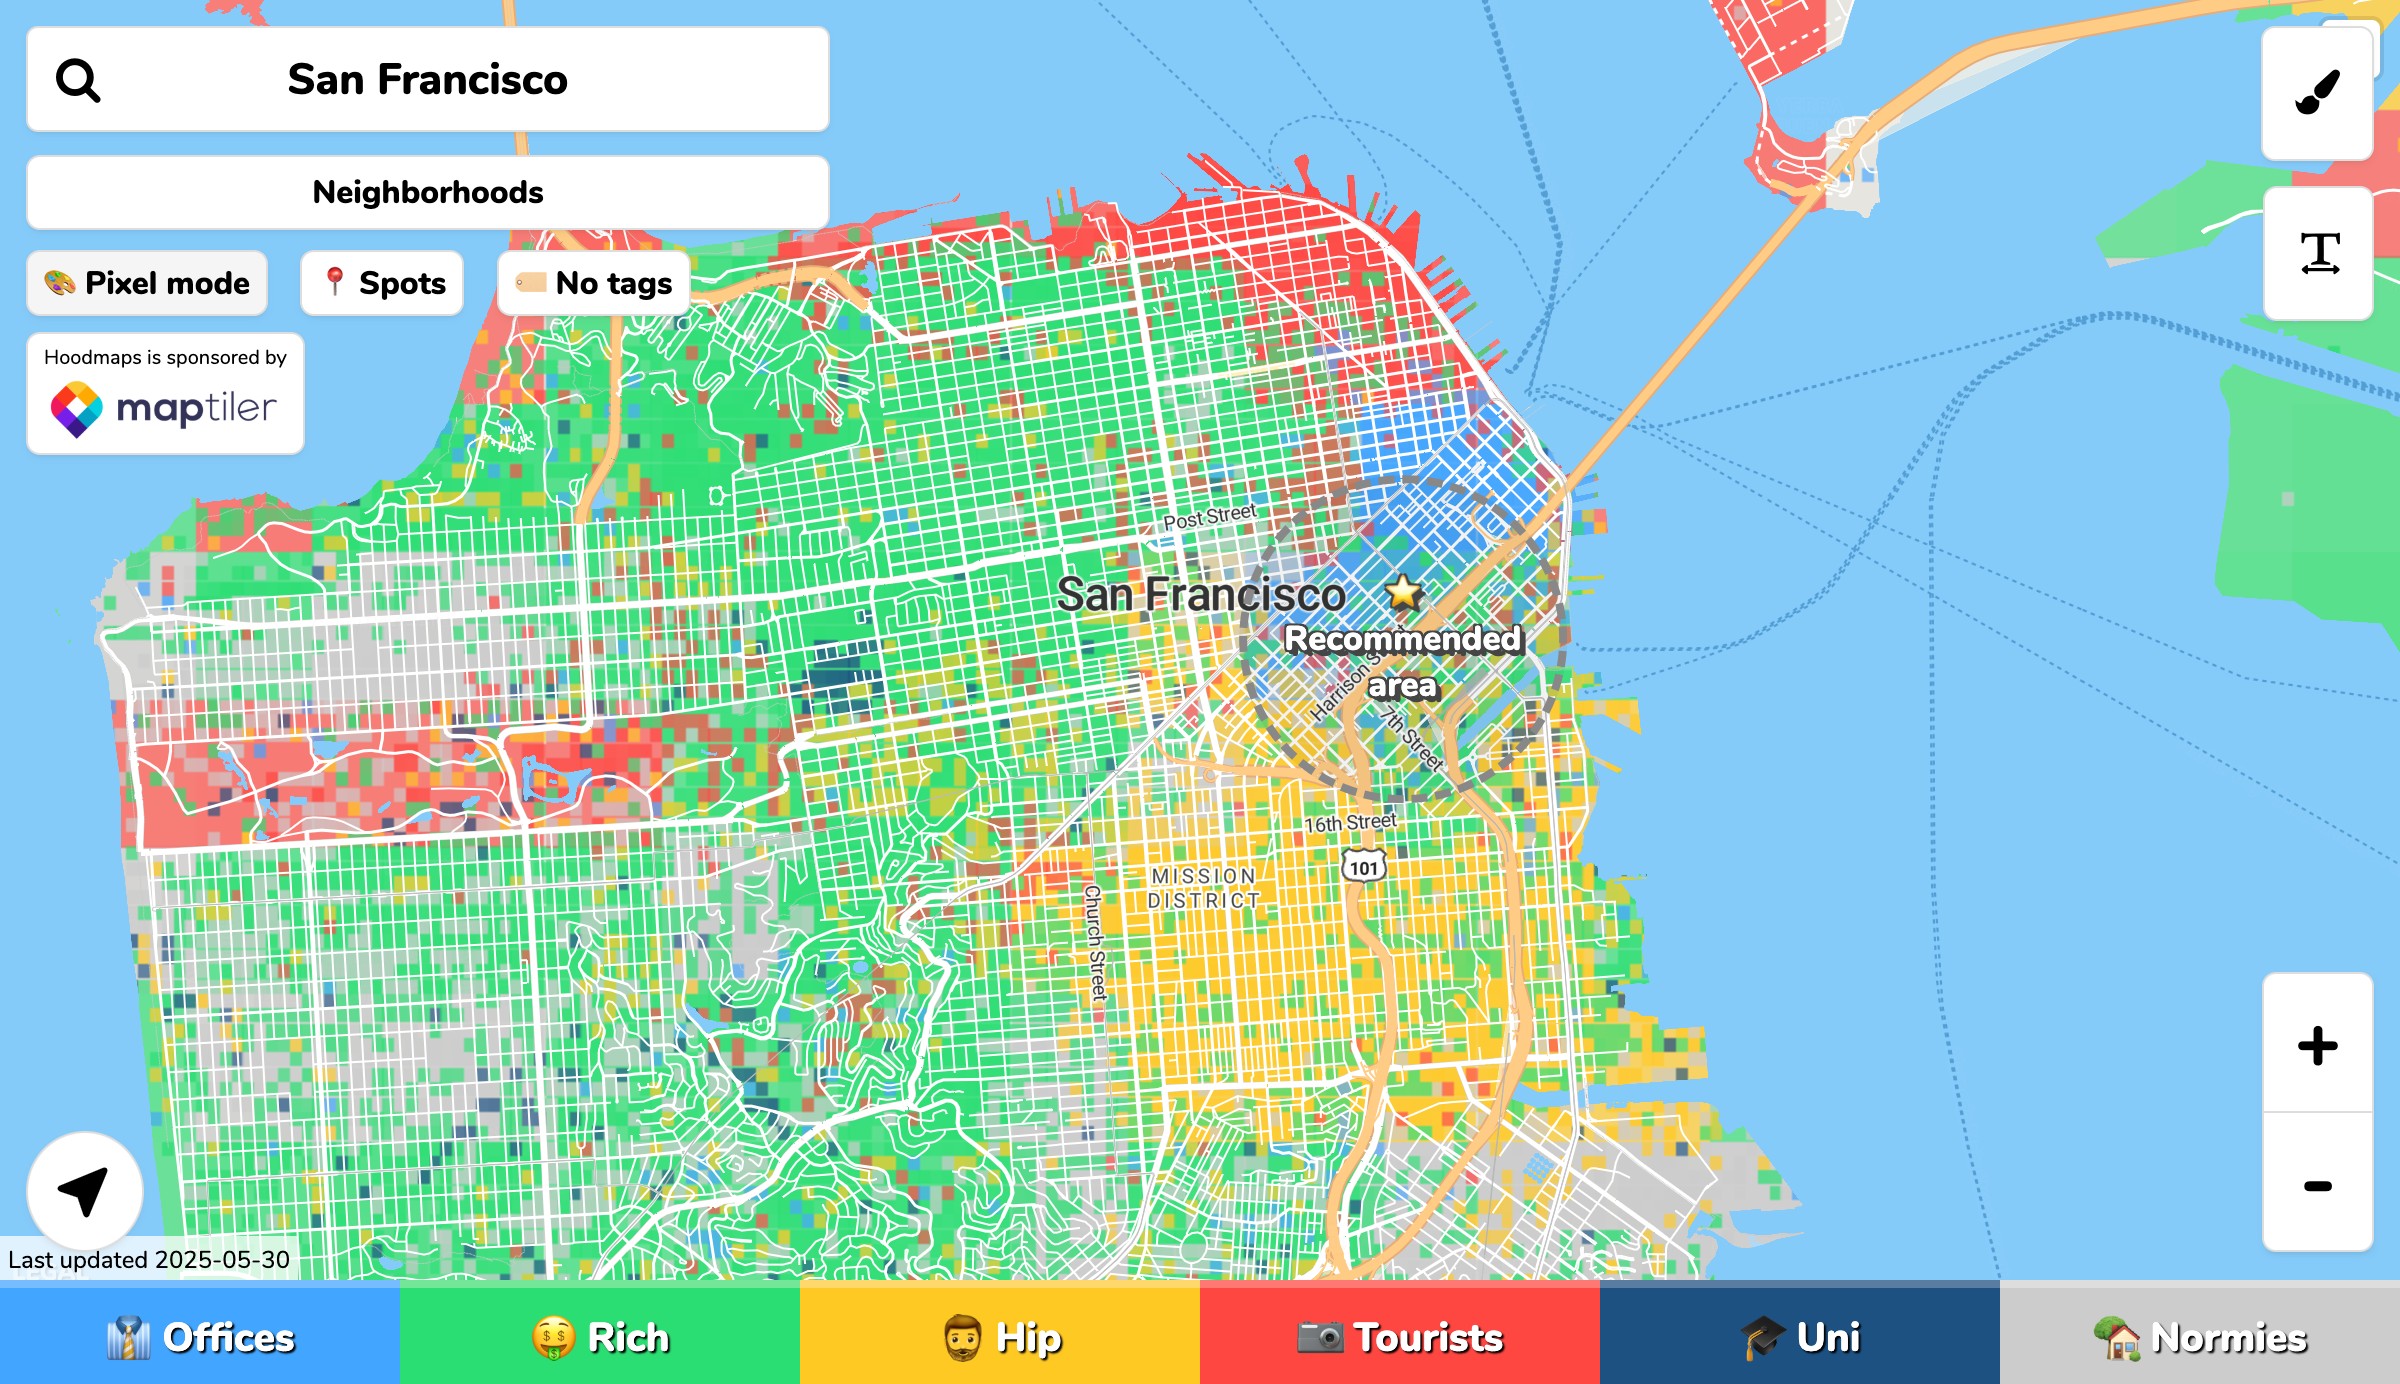 San Francisco
Neighborhoods
Pixel mode
Spots
No tags
Hoodmaps is sponsored by
maptiler
T
Post Street
San Francisco
Recommended
area
Harrison S
7th Street
16th Street
101
MISSION
DISTRICT
Church Street
+
-
Last updated 2025-05-30
Offices
Rich
Hip
Tourists
Uni
Normies